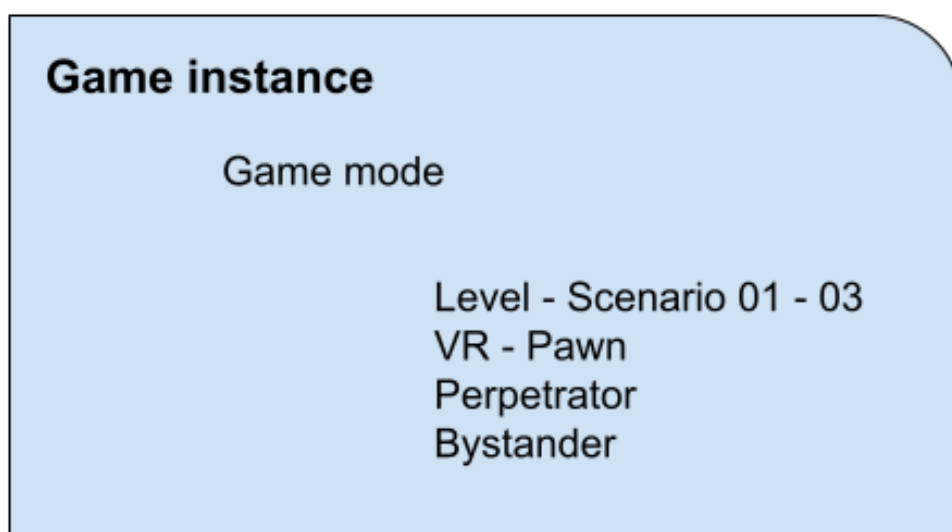 Game instance
Game mode
Level - Scenario 01 - 03
VR - Pawn
Perpetrator
Bystander